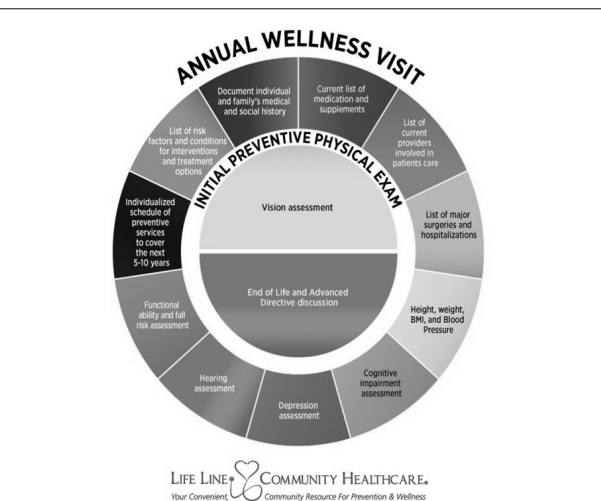 ANNUAL WELLNESS VISIT
Document individual
and family's medical
and social history
Current list of
medication and
supplements
List of
current
providers
involved in
patients care
List of major
surgeries and
hospitalizations
Height, weight,
BMI, and Blood
Pressure
Cognitive
impairment
assessment
Depression
assessment
Hearing
assessment
Functional
ability and fall
risk assessment
Individualized
schedule of
preventive
services
to cover
the next
5-10 years
List of risk
factors and conditions
for interventions
and treatment
options
INITIAL PREVENTIVE PHYSICAL EXAM
Vision assessment
End of Life and Advanced
Directive discussion
LIFE LINE COMMUNITY HEALTHCARE®
Your Convenient, Community Resource For Prevention & Wellness